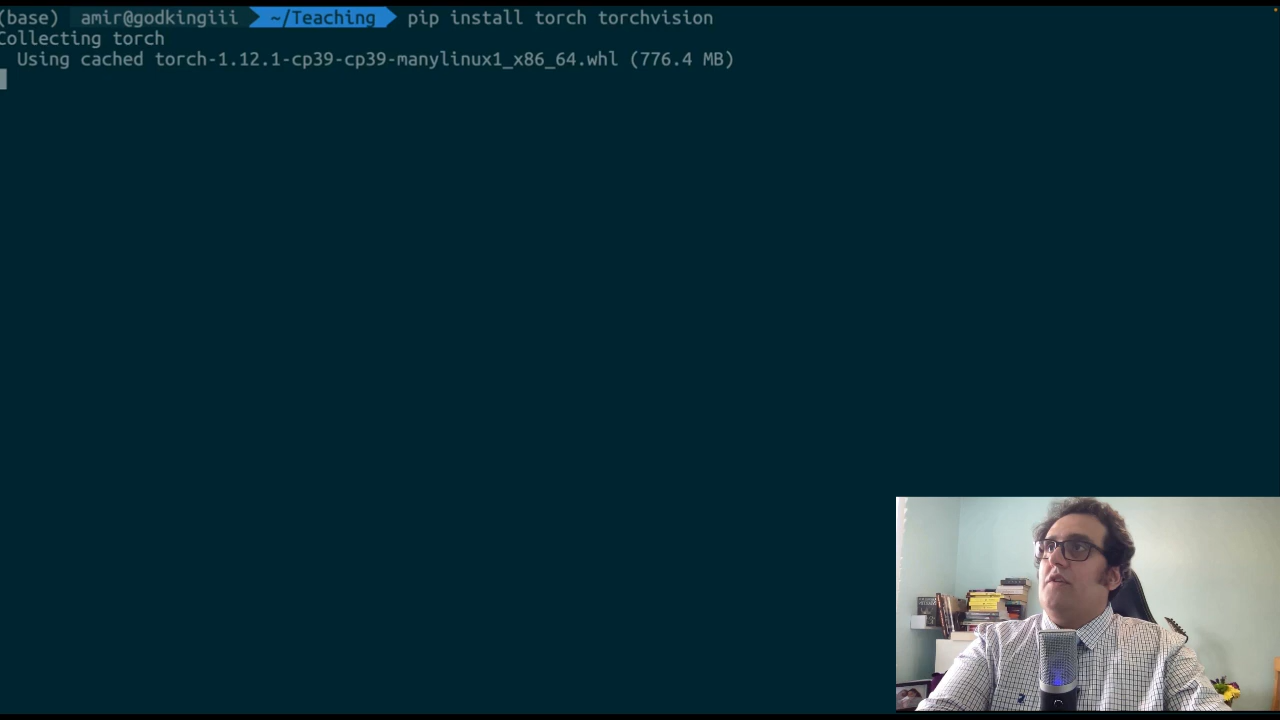 (base) amir@godkingiii ~/Teaching pip install torch torchvision
Collecting torch
Using cached torch-1.12.1-cp39-cp39-manylinux1_x86_64.whl (776.4 MB)